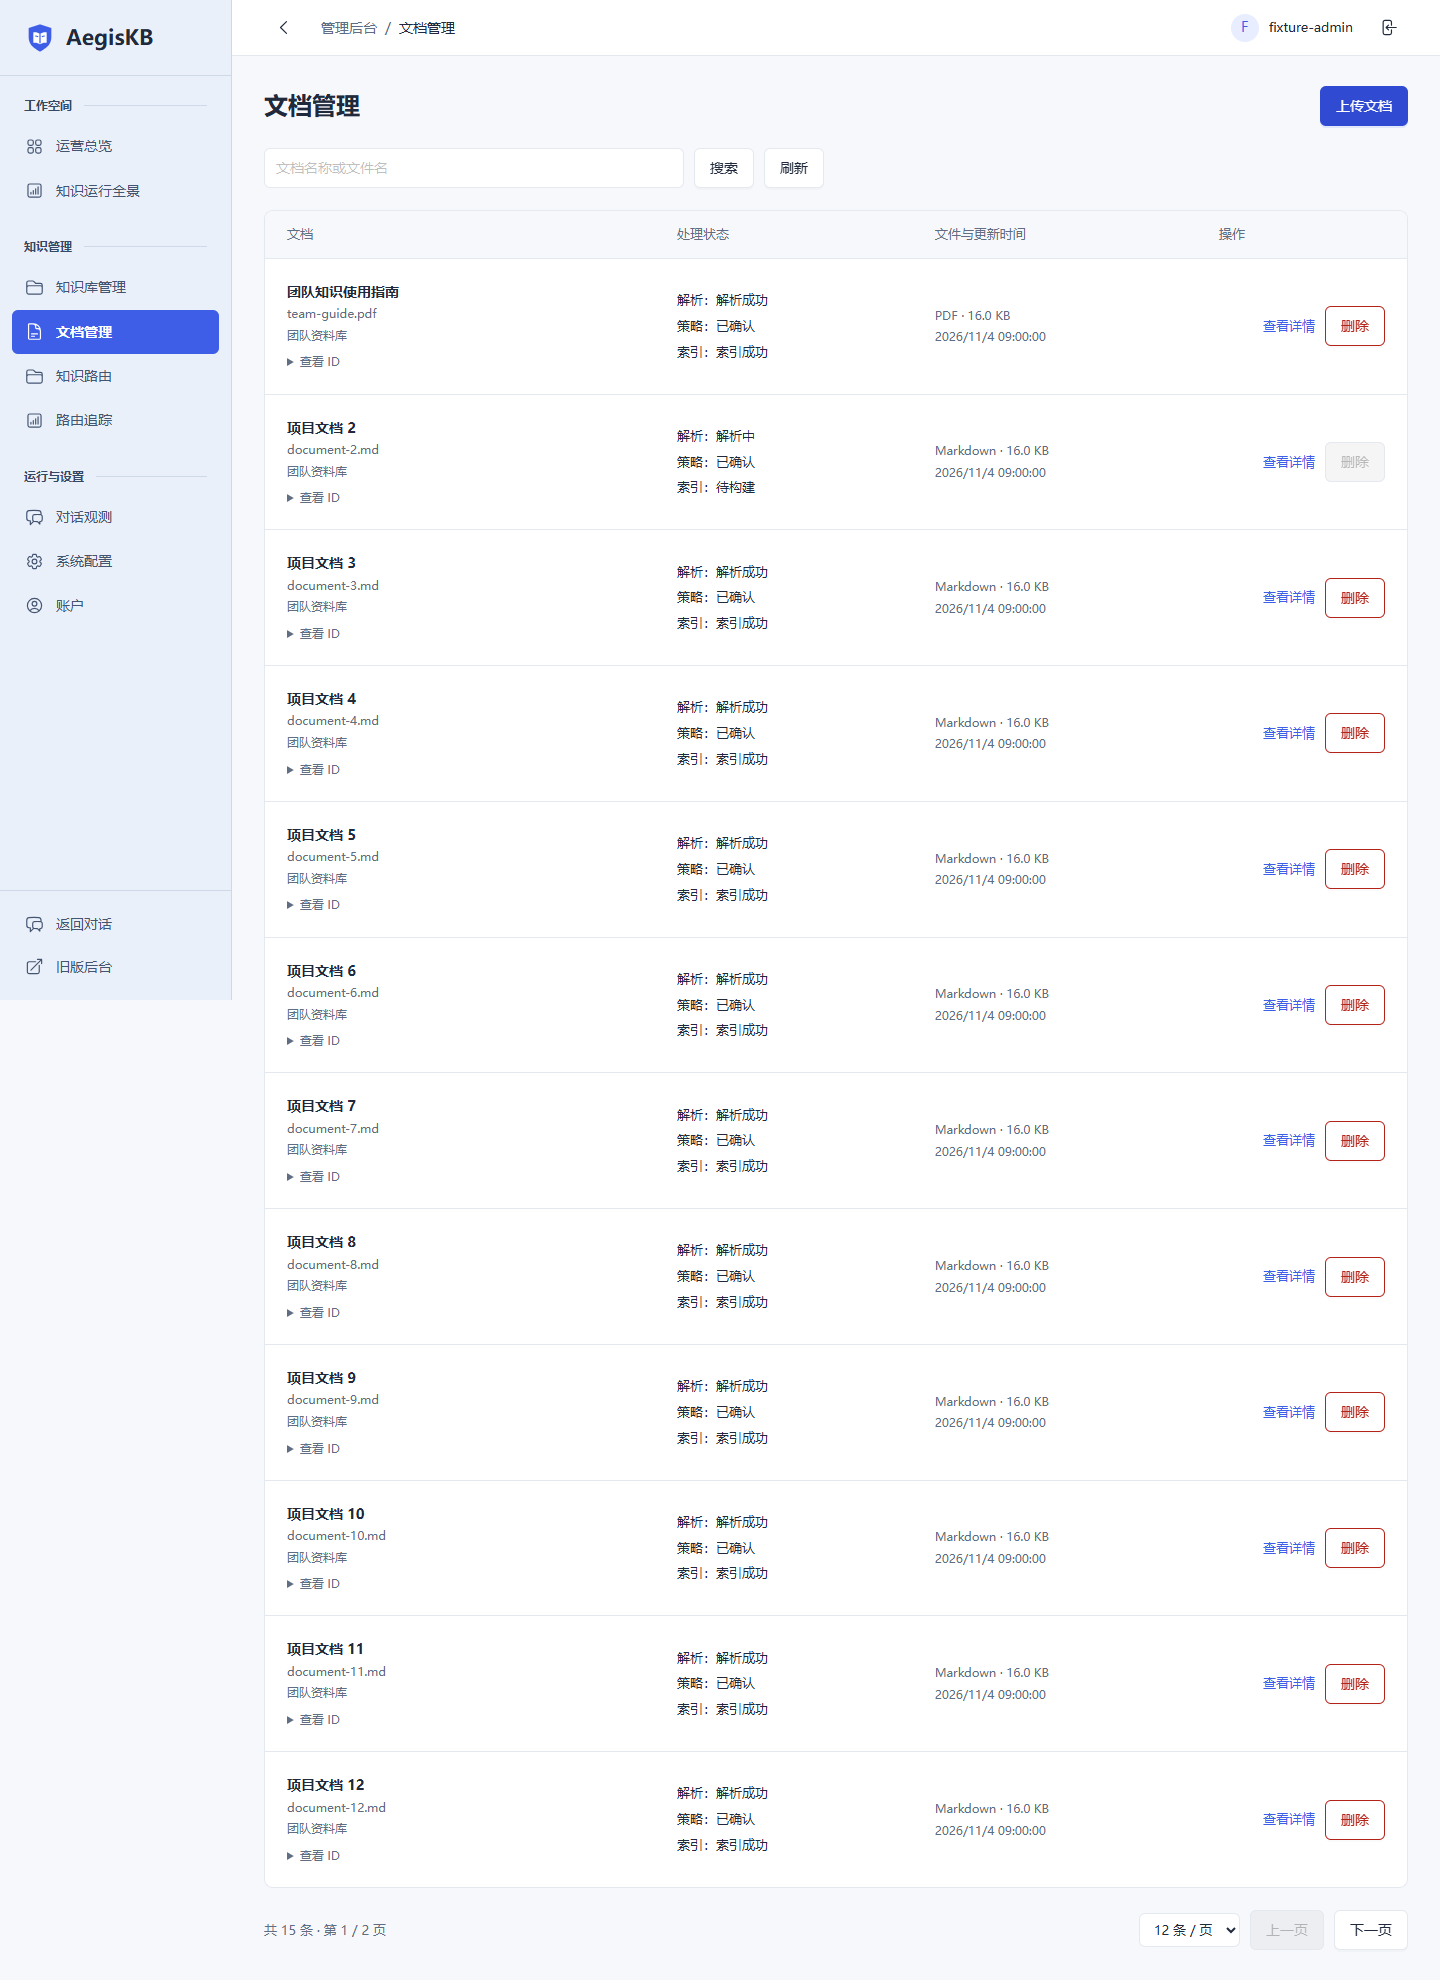 AegisKB
工作空间
运营总览
知识运行全景
知识管理
知识库管理
文档管理
知识路由
路由追踪
运行与设置
对话观测
系统配置
账户
返回对话
旧版后台
管理后台 / 文档管理
F fixture-admin
文档管理
上传文档
文档名称或文件名
搜索
刷新
文档 处理状态 文件与更新时间 操作
团队知识使用指南
team-guide.pdf
团队资料库
查看 ID
解析：解析成功
策略：已确认
索引：索引成功
PDF · 16.0 KB
2026/11/4 09:00:00
查看详情 删除
项目文档 2
document-2.md
团队资料库
查看 ID
解析：解析中
策略：已确认
索引：待构建
Markdown · 16.0 KB
2026/11/4 09:00:00
查看详情 删除
项目文档 3
document-3.md
团队资料库
查看 ID
解析：解析成功
策略：已确认
索引：索引成功
Markdown · 16.0 KB
2026/11/4 09:00:00
查看详情 删除
项目文档 4
document-4.md
团队资料库
查看 ID
解析：解析成功
策略：已确认
索引：索引成功
Markdown · 16.0 KB
2026/11/4 09:00:00
查看详情 删除
项目文档 5
document-5.md
团队资料库
查看 ID
解析：解析成功
策略：已确认
索引：索引成功
Markdown · 16.0 KB
2026/11/4 09:00:00
查看详情 删除
项目文档 6
document-6.md
团队资料库
查看 ID
解析：解析成功
策略：已确认
索引：索引成功
Markdown · 16.0 KB
2026/11/4 09:00:00
查看详情 删除
项目文档 7
document-7.md
团队资料库
查看 ID
解析：解析成功
策略：已确认
索引：索引成功
Markdown · 16.0 KB
2026/11/4 09:00:00
查看详情 删除
项目文档 8
document-8.md
团队资料库
查看 ID
解析：解析成功
策略：已确认
索引：索引成功
Markdown · 16.0 KB
2026/11/4 09:00:00
查看详情 删除
项目文档 9
document-9.md
团队资料库
查看 ID
解析：解析成功
策略：已确认
索引：索引成功
Markdown · 16.0 KB
2026/11/4 09:00:00
查看详情 删除
项目文档 10
document-10.md
团队资料库
查看 ID
解析：解析成功
策略：已确认
索引：索引成功
Markdown · 16.0 KB
2026/11/4 09:00:00
查看详情 删除
项目文档 11
document-11.md
团队资料库
查看 ID
解析：解析成功
策略：已确认
索引：索引成功
Markdown · 16.0 KB
2026/11/4 09:00:00
查看详情 删除
项目文档 12
document-12.md
团队资料库
查看 ID
解析：解析成功
策略：已确认
索引：索引成功
Markdown · 16.0 KB
2026/11/4 09:00:00
查看详情 删除
共 15 条 · 第 1 / 2 页
12 条 / 页
上一页
下一页